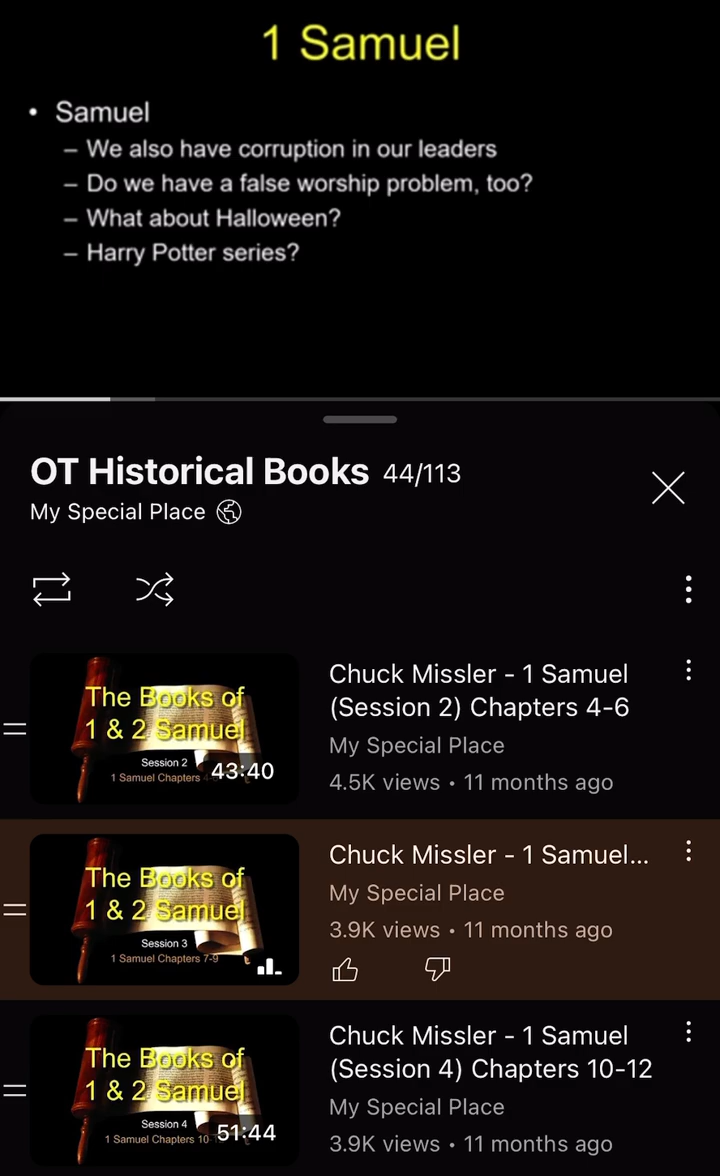 1 Samuel
• Samuel
– We also have corruption in our leaders
– Do we have a false worship problem, too?
– What about Halloween?
– Harry Potter series?
OT Historical Books 44/113
My Special Place
The Books of
1 & 2 Samuel
Session 2
1 Samuel Chapters
43:40
Chuck Missler - 1 Samuel
(Session 2) Chapters 4-6
My Special Place
4.5K views • 11 months ago
The Books of
1 & 2 Samuel
Session 3
1 Samuel Chapters 7-9
Chuck Missler - 1 Samuel...
My Special Place
3.9K views • 11 months ago
The Books of
1 & 2 Samuel
Session 4
1 Samuel Chapters 10
51:44
Chuck Missler - 1 Samuel
(Session 4) Chapters 10-12
My Special Place
3.9K views • 11 months ago